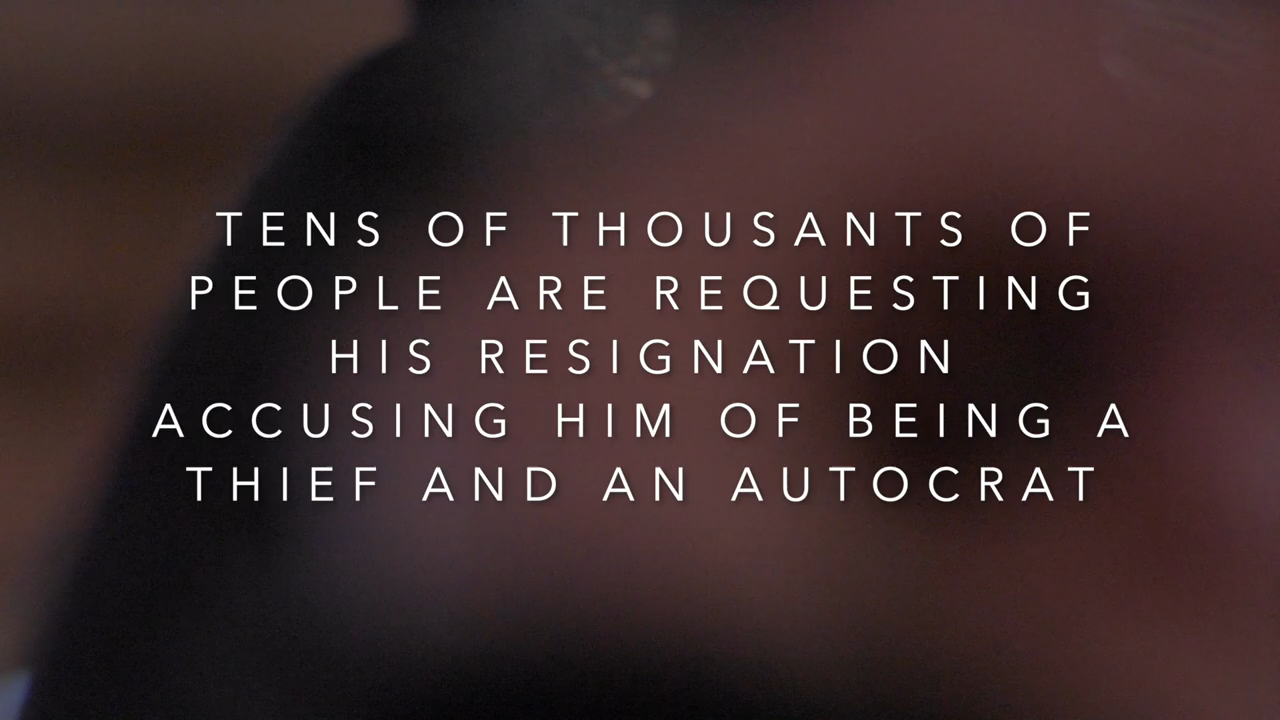 TENS OF THOUSANTS OF
PEOPLE ARE REQUESTING
HIS RESIGNATION
ACCUSING HIM OF BEING A
THIEF AND AN AUTOCRAT